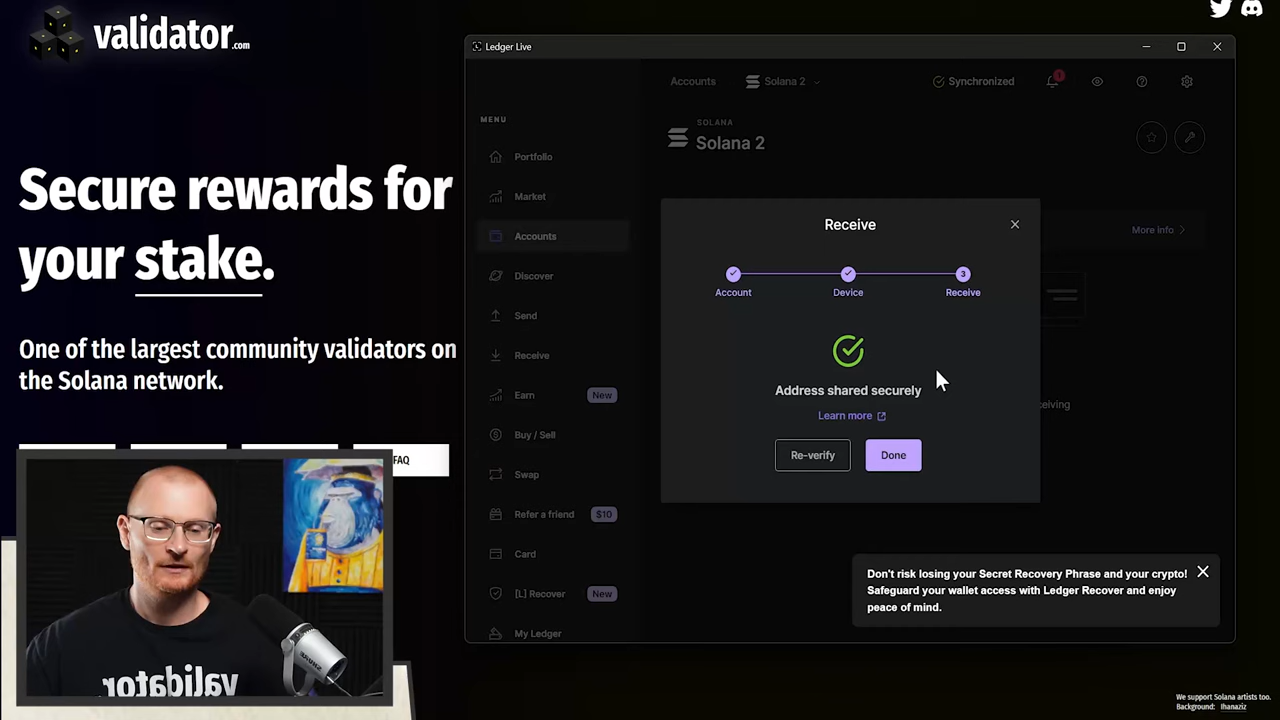 validator.com
Secure rewards for
your stake.
One of the largest community validators on
the Solana network.
FAQ
Ledger Live
Accounts
Solana 2
Synchronized
1
MENU
Portfolio
Market
Accounts
Discover
Send
Receive
Earn
New
Buy / Sell
Swap
Refer a friend
$10
Card
[L] Recover
New
My Ledger
SOLANA
Solana 2
More info
Receive
Account
Device
3
Receive
Address shared securely
Learn more
Re-verify
Done
eiving
Don't risk losing your Secret Recovery Phrase and your crypto!
Safeguard your wallet access with Ledger Recover and enjoy
peace of mind.
validator
SHURE
We support Solana artists too.
Background: Ihanaziz